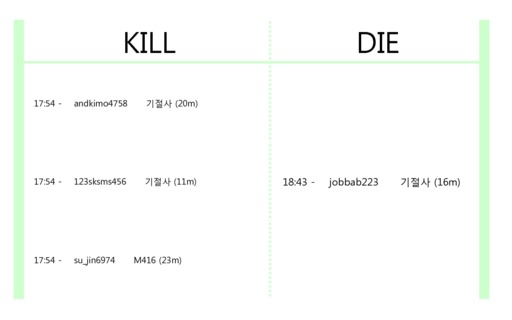 KILL
DIE
17:54 - andkimo4758 기절사 (20m)
17:54 - 123sksms456 기절사 (11m)
17:54 - su_jin6974 M416 (23m)
18:43 - jobbab223 기절사 (16m)